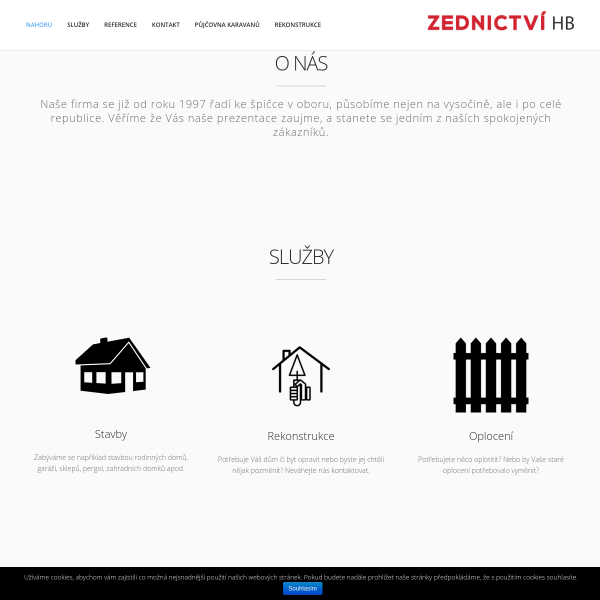 NAHORU SLUŽBY REFERENCE KONTAKT PŮJČOVNA KARAVANŮ REKONSTRUKCE
ZEDNICTVÍ HB
O NÁS
Naše firma se již od roku 1997 řadí ke špičce v oboru, působíme nejen na vysočině, ale i po celé
republice. Věříme že Vás naše prezentace zaujme, a stanete se jedním z naších spokojených
zákazníků.
SLUŽBY
Stavby
Zabýváme se například stavbou rodinných domů,
garáží, sklepů, pergol, zahradních domků apod.
Rekonstrukce
Potřebuje Váš dům či byt opravit nebo byste jej chtěli
nějak pozměnit? Neváhejte nás kontaktovat.
Oplocení
Potřebujete něco oplotitit? Nebo by Vaše staré
oplocení potřebovalo vyměnit?
Užíváme cookies, abychom vám zajistili co možná nejsnadnější použití našich webových stránek. Pokud budete nadále prohlížet naše stránky předpokládáme, že s použitím cookies souhlasíte.
Souhlasím